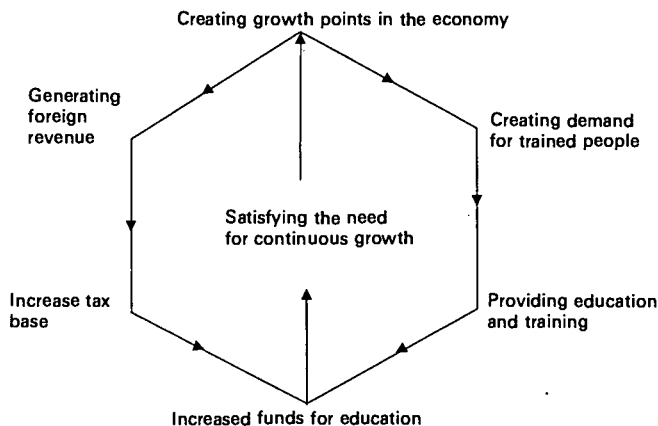 Creating growth points in the economy
Generating
foreign
revenue
Creating demand
for trained people
Satisfying the need
for continuous growth
Increase tax
base
Providing education
and training
Increased funds for education